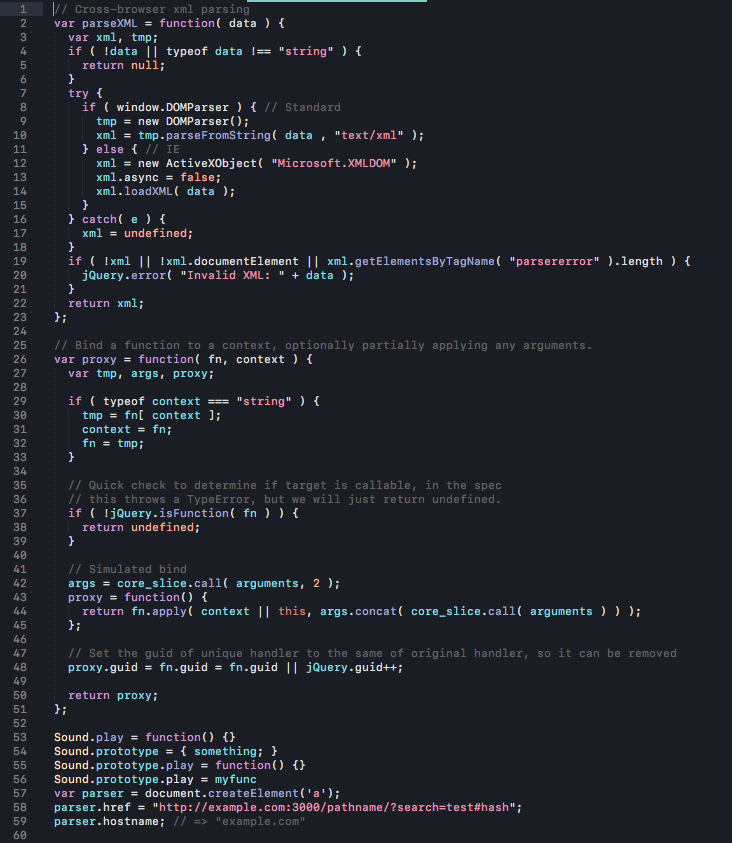 1 // Cross-browser xml parsing
2 var parseXML = function( data ) {
3   var xml, tmp;
4   if ( !data || typeof data !== "string" ) {
5     return null;
6   }
7   try {
8     if ( window.DOMParser ) { // Standard
9       tmp = new DOMParser();
10       xml = tmp.parseFromString( data , "text/xml" );
11     } else { // IE
12       xml = new ActiveXObject( "Microsoft.XMLDOM" );
13       xml.async = false;
14       xml.loadXML( data );
15     }
16   } catch( e ) {
17     xml = undefined;
18   }
19   if ( !xml || !xml.documentElement || xml.getElementsByTagName( "parsererror" ).length ) {
20     jQuery.error( "Invalid XML: " + data );
21   }
22   return xml;
23 };
24
25 // Bind a function to a context, optionally partially applying any arguments.
26 var proxy = function( fn, context ) {
27   var tmp, args, proxy;
28
29   if ( typeof context === "string" ) {
30     tmp = fn[ context ];
31     context = fn;
32     fn = tmp;
33   }
34
35   // Quick check to determine if target is callable, in the spec
36   // this throws a TypeError, but we will just return undefined.
37   if ( !jQuery.isFunction( fn ) ) {
38     return undefined;
39   }
40
41   // Simulated bind
42   args = core_slice.call( arguments, 2 );
43   proxy = function() {
44     return fn.apply( context || this, args.concat( core_slice.call( arguments ) ) );
45   };
46
47   // Set the guid of unique handler to the same of original handler, so it can be removed
48   proxy.guid = fn.guid = fn.guid || jQuery.guid++;
49
50   return proxy;
51 };
52
53 Sound.play = function() {}
54 Sound.prototype = { something; }
55 Sound.prototype.play = function() {}
56 Sound.prototype.play = myfunc
57 var parser = document.createElement('a');
58 parser.href = "http://example.com:3000/pathname/?search=test#hash";
59 parser.hostname; // => "example.com"
60